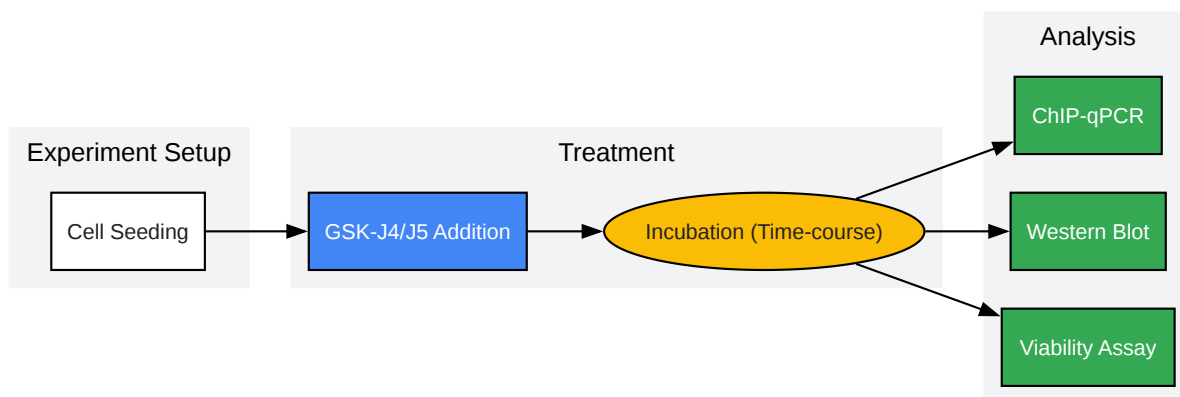 Experiment Setup
Cell Seeding
Treatment
GSK-J4/J5 Addition
Incubation (Time-course)
Analysis
ChIP-qPCR
Western Blot
Viability Assay